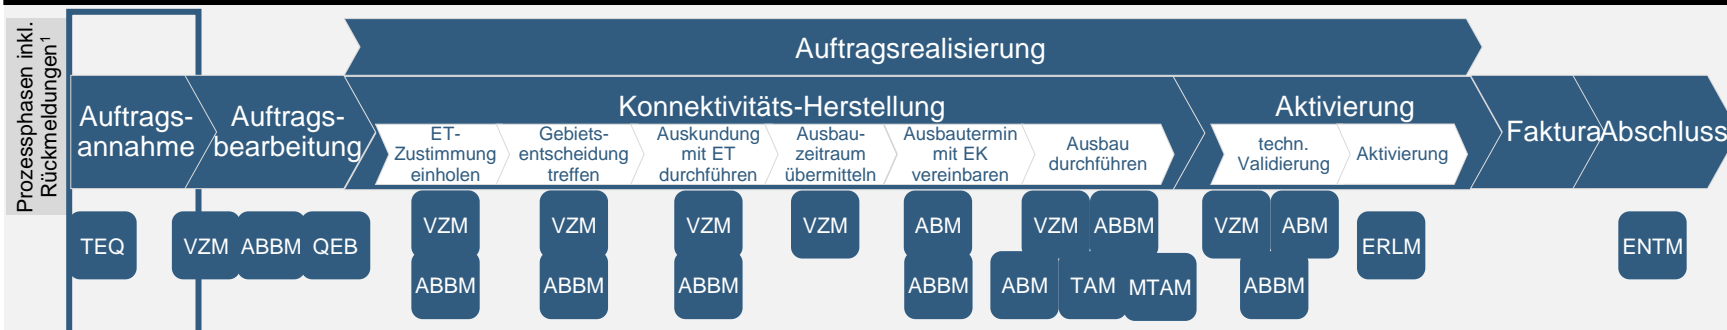 Prozessphasen inkl.
Rückmeldungen¹
Auftragsrealisierung
Auftrags-
annahme
Auftrags-
bearbeitung
Konnektivitäts-Herstellung
Aktivierung
Faktura
Abschluss
ET-
Zustimmung
einholen
Gebiets-
entscheidung
treffen
Auskundung
mit ET
durchführen
Ausbau-
zeitraum
übermitteln
Ausbautermin
mit EK
vereinbaren
Ausbau
durchführen
techn.
Validierung
Aktivierung
TEQ
VZM ABBM QEB
VZM
ABBM
VZM
ABBM
VZM
ABBM
VZM
ABM
ABBM
VZM ABBM
ABM TAM MTAM
VZM ABM
ABBM
ERLM
ENTM